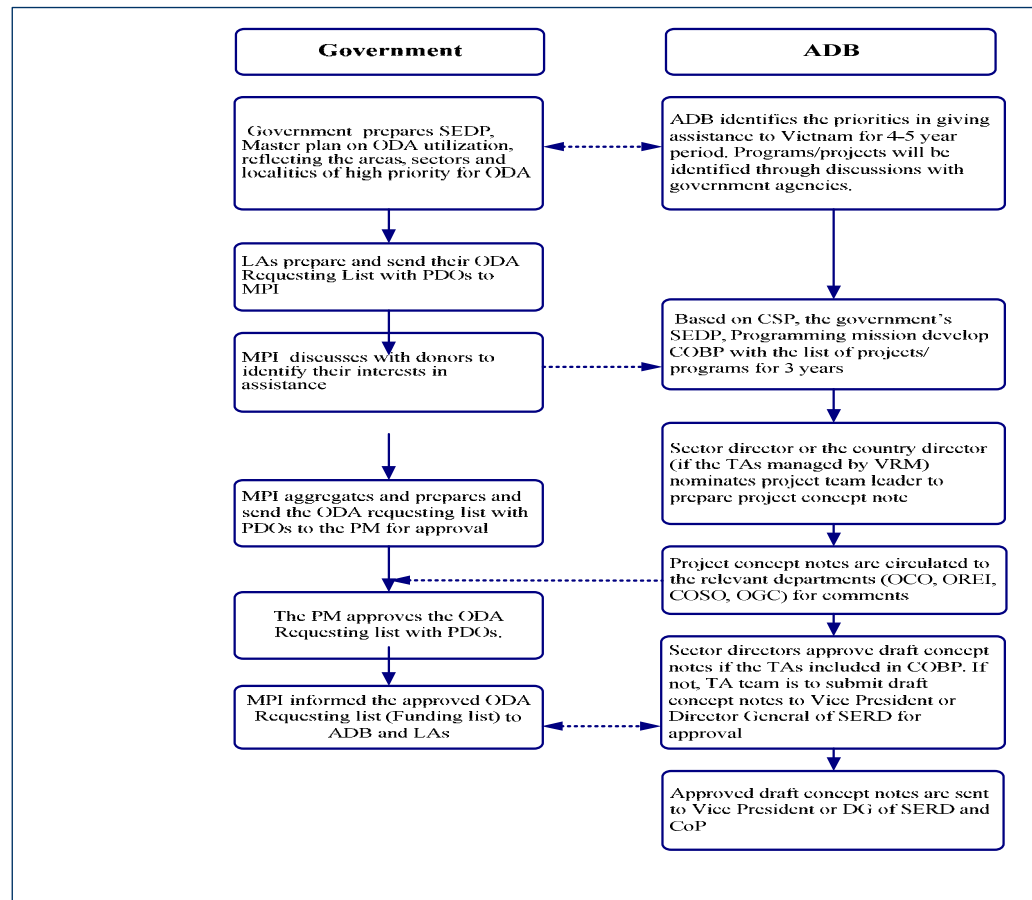 Government
Government prepares SEDP,
Master plan on ODA utilization,
reflecting the areas, sectors and
localities of high priority for ODA
LAs prepare and send their ODA
Requesting List with PDOs to
MPI
MPI discusses with donors to
identify their interests in
assistance
MPI aggregates and prepares and
send the ODA requesting list with
PDOs to the PM for approval
The PM approves the ODA
Requesting list with PDOs.
MPI informed the approved ODA
Requesting list (Funding list) to
ADB and LAs
ADB
ADB identifies the priorities in giving
assistance to Vietnam for 4-5 year
period. Programs/projects will be
identified through discussions with
government agencies.
Based on CSP, the government's
SEDP, Programming mission develop
COBP with the list of projects/
programs for 3 years
Sector director or the country director
(if the TAs managed by VRM)
nominates project team leader to
prepare project concept note
Project concept notes are circulated to
the relevant departments (OCO, OREI,
COSO, OGC) for comments
Sector directors approve draft concept
notes if the TAs included in COBP. If
not, TA team is to submit draft
concept notes to Vice President or
Director General of SERD for
approval
Approved draft concept notes are sent
to Vice President or DG of SERD and
CoP